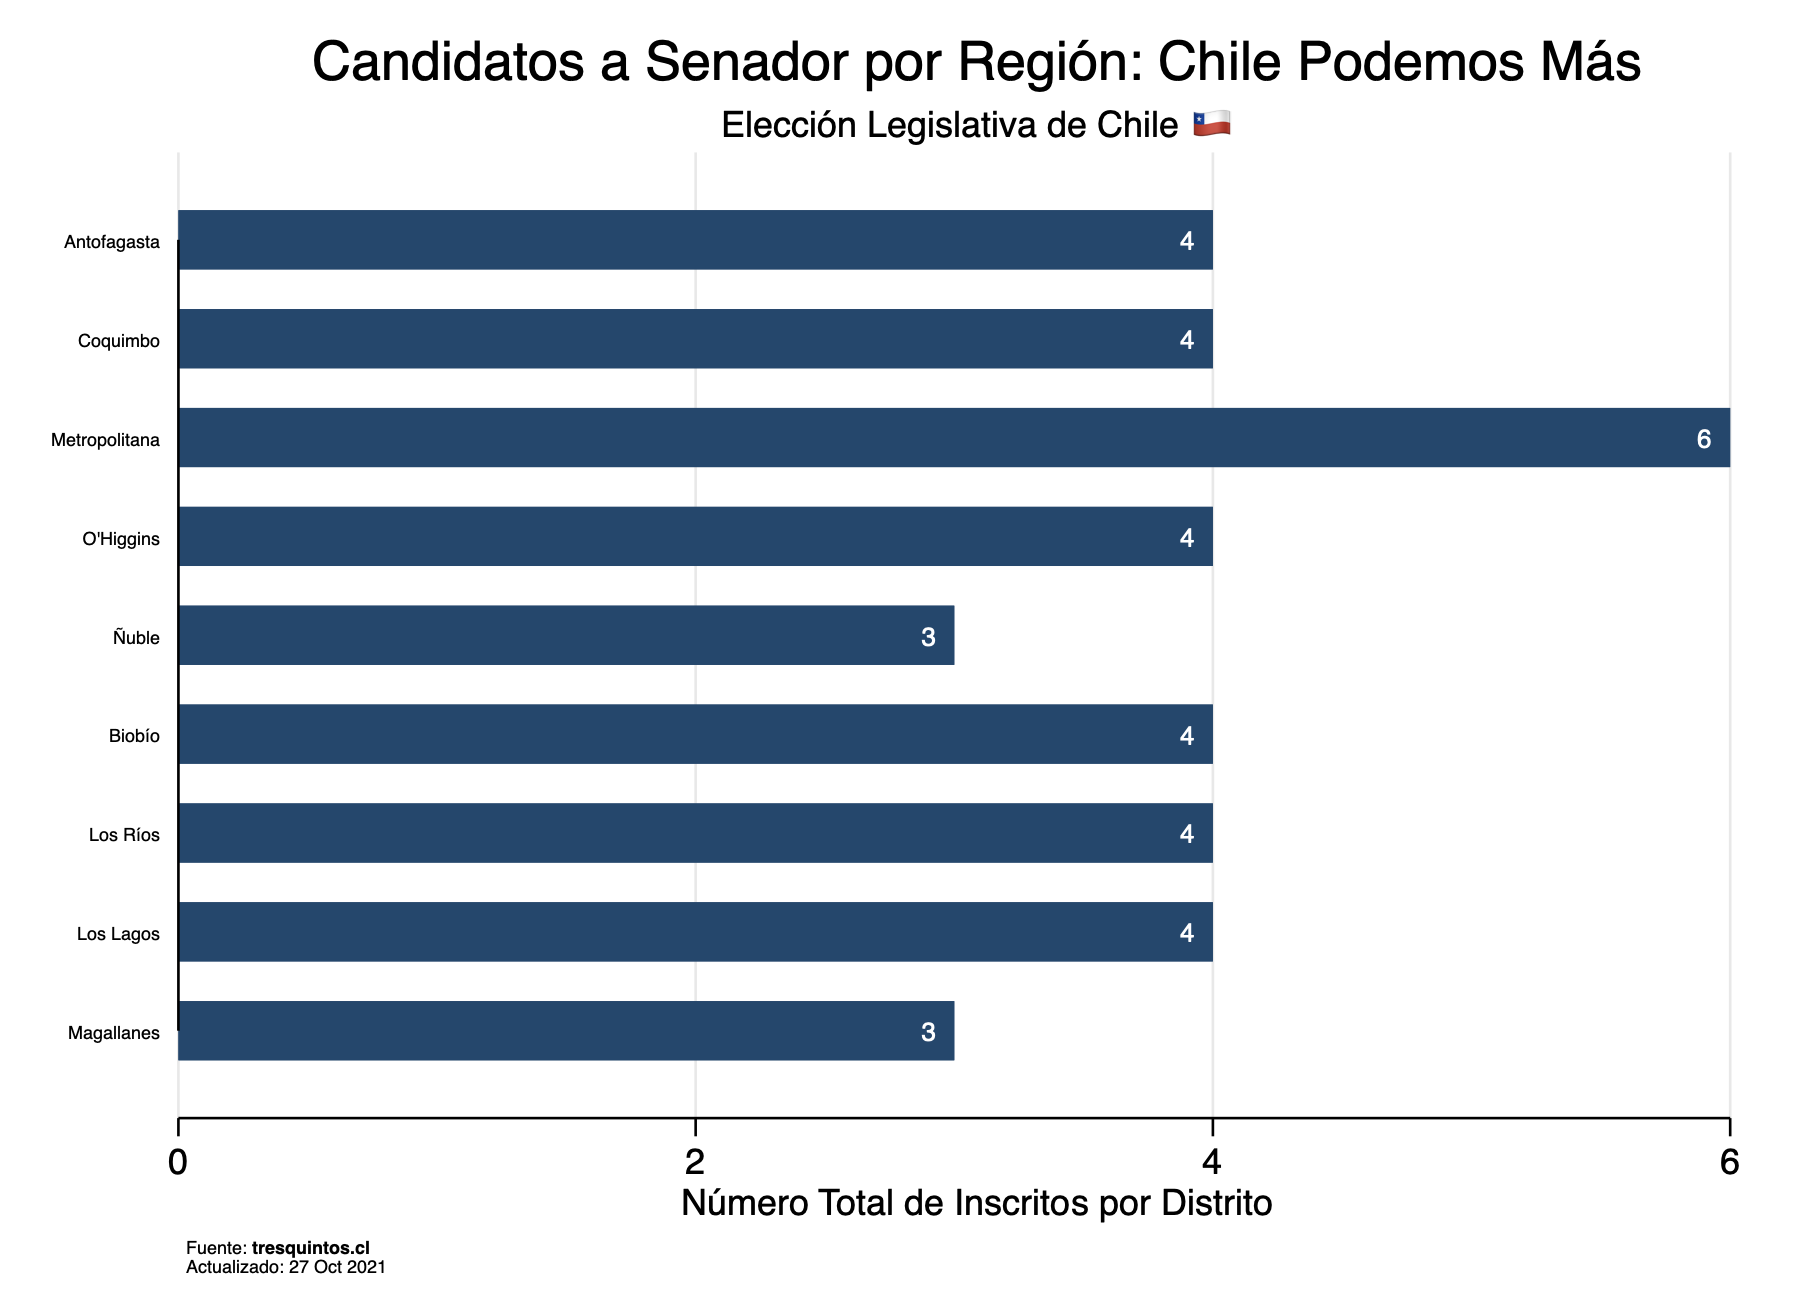 Candidatos a Senador por Región: Chile Podemos Más
Elección Legislativa de Chile 🇨🇱
Antofagasta 4
Coquimbo 4
Metropolitana 6
O'Higgins 4
Ñuble 3
Biobío 4
Los Ríos 4
Los Lagos 4
Magallanes 3
0 2 4 6
Número Total de Inscritos por Distrito
Fuente: tresquintos.cl
Actualizado: 27 Oct 2021